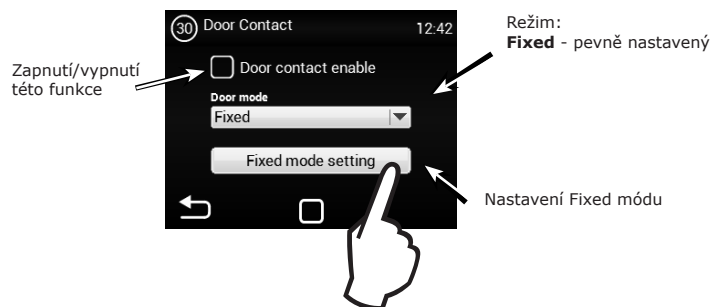 30 Door Contact 12:42
Door contact enable
Door mode
Fixed
Fixed mode setting
Zapnutí/vypnutí
této funkce
Režim:
Fixed - pevně nastavený
Nastavení Fixed módu